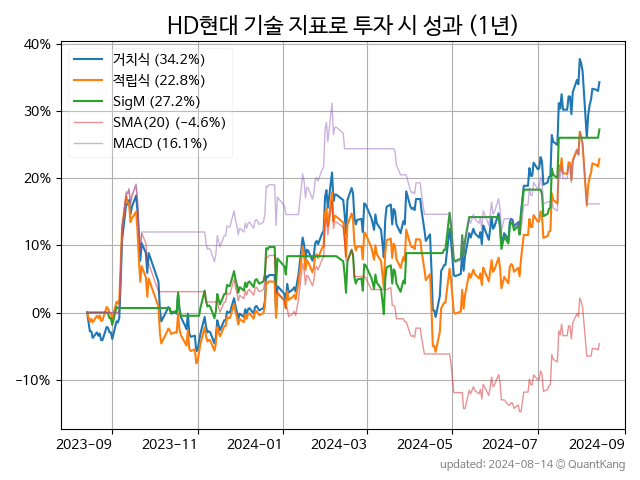 HD현대 기술 지표로 투자 시 성과 (1년)
거치식 (34.2%)
적립식 (22.8%)
SigM (27.2%)
SMA(20) (−4.6%)
MACD (16.1%)
40%
30%
20%
10%
0%
−10%
2023-09 2023-11 2024-01 2024-03 2024-05 2024-07 2024-09
updated: 2024-08-14 © QuantKang